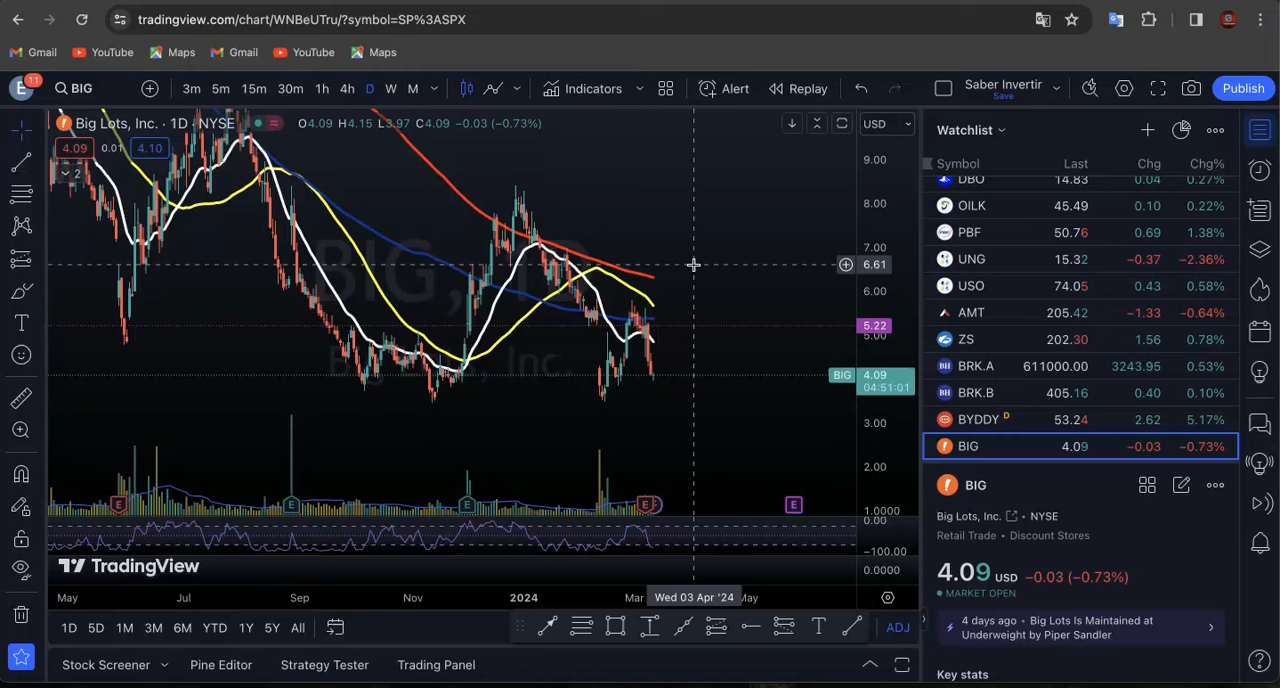 tradingview.com/chart/WNBeUTru/?symbol=SP%3ASPX
Gmail YouTube Maps Gmail YouTube Maps
E 11 BIG 3m 5m 15m 30m 1h 4h D W M Indicators Alert Replay Saber Invertir Save Publish
Big Lots, Inc. · 1D · NYSE O4.09 H4.15 L3.97 C4.09 −0.03 (−0.73%) USD
4.09 0.01 4.10
2
BIG, 1D
Big Lots, Inc.
9.00
8.00
7.00
6.61
6.00
5.22
5.00
BIG 4.09
04:51:01
3.00
2.00
1.0000
0.00
−100.00
0.0000
E E E E E
TradingView
May Jul Sep Nov 2024 Mar Wed 03 Apr '24 May
1D 5D 1M 3M 6M YTD 1Y 5Y All ADJ
Stock Screener Pine Editor Strategy Tester Trading Panel
Watchlist
Symbol Last Chg Chg%
DBO 14.83 0.04 0.27%
OILK 45.49 0.10 0.22%
PBF 50.76 0.69 1.38%
UNG 15.32 −0.37 −2.36%
USO 74.05 0.43 0.58%
AMT 205.42 −1.33 −0.64%
ZS 202.30 1.56 0.78%
BRK.A 611000.00 3243.95 0.53%
BRK.B 405.16 0.40 0.10%
BYDDY D 53.24 2.62 5.17%
BIG 4.09 −0.03 −0.73%
BIG
Big Lots, Inc. NYSE
Retail Trade • Discount Stores
4.09 USD −0.03 (−0.73%)
MARKET OPEN
4 days ago • Big Lots Is Maintained at
Underweight by Piper Sandler
Key stats